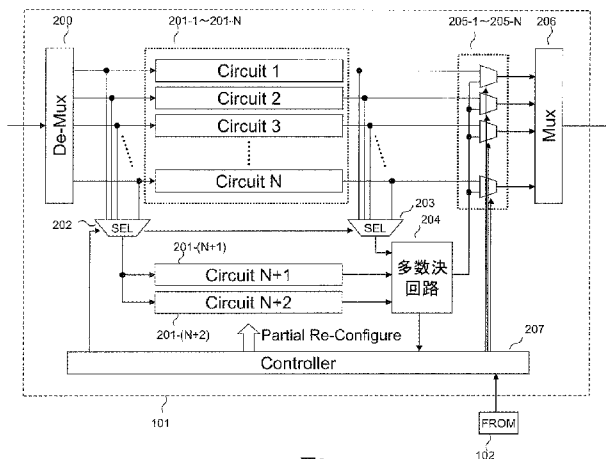 200
201-1～201-N
205-1～205-N
206
De-Mux
Circuit 1
Circuit 2
Circuit 3
Circuit N
Mux
202
SEL
SEL
203
204
201-(N+1)
Circuit N+1
Circuit N+2
201-(N+2)
多数決
回路
Partial Re-Configure
207
Controller
101
FROM
102